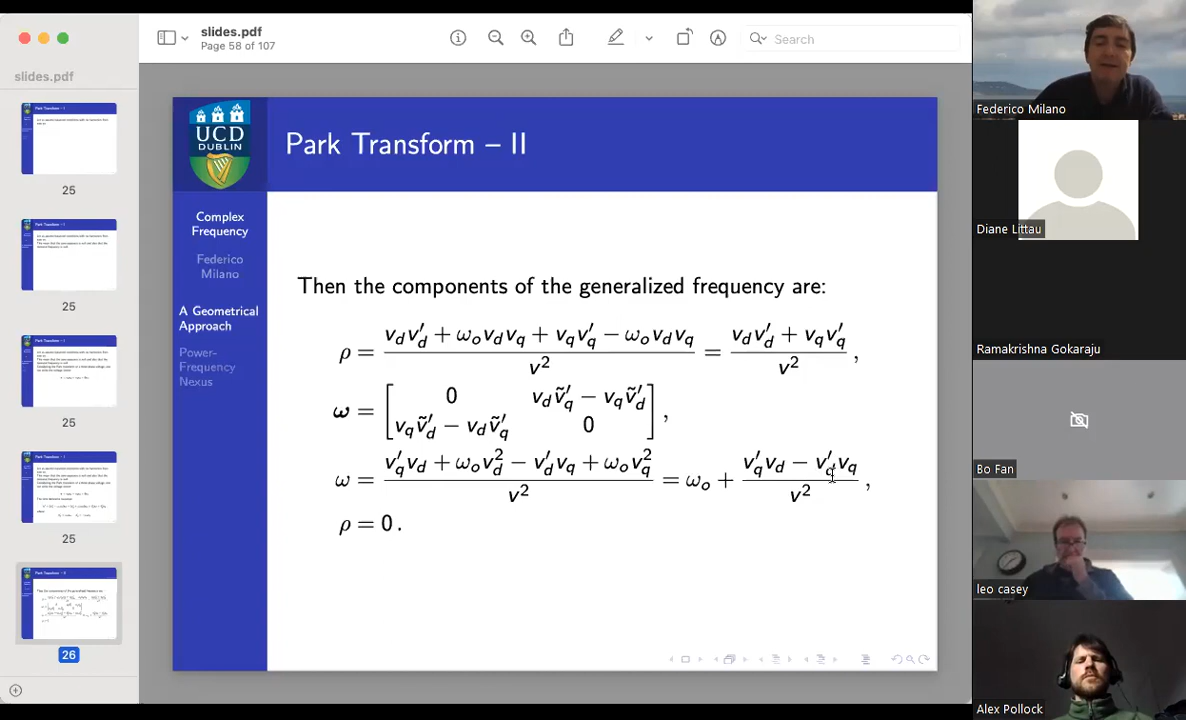 slides.pdf
Page 58 of 107
Search
slides.pdf
25
25
25
25
26
UCD
DUBLIN
Park Transform – II
Complex
Frequency
Federico
Milano
A Geometrical
Approach
Power-
Frequency
Nexus
Then the components of the generalized frequency are:
ρ = (v_d v′_d + ω_o v_d v_q + v_q v′_q − ω_o v_d v_q) / v² = (v_d v′_d + v_q v′_q) / v² ,
ω = [ 0   v_d ṽ′_q − v_q ṽ′_d ; v_q ṽ′_d − v_d ṽ′_q   0 ] ,
ω = (v′_q v_d + ω_o v_d² − v′_d v_q + ω_o v_q²) / v² = ω_o + (v′_q v_d − v′_d v_q) / v² ,
ρ = 0 .
Federico Milano
Diane Littau
Ramakrishna Gokaraju
Bo Fan
leo casey
Alex Pollock